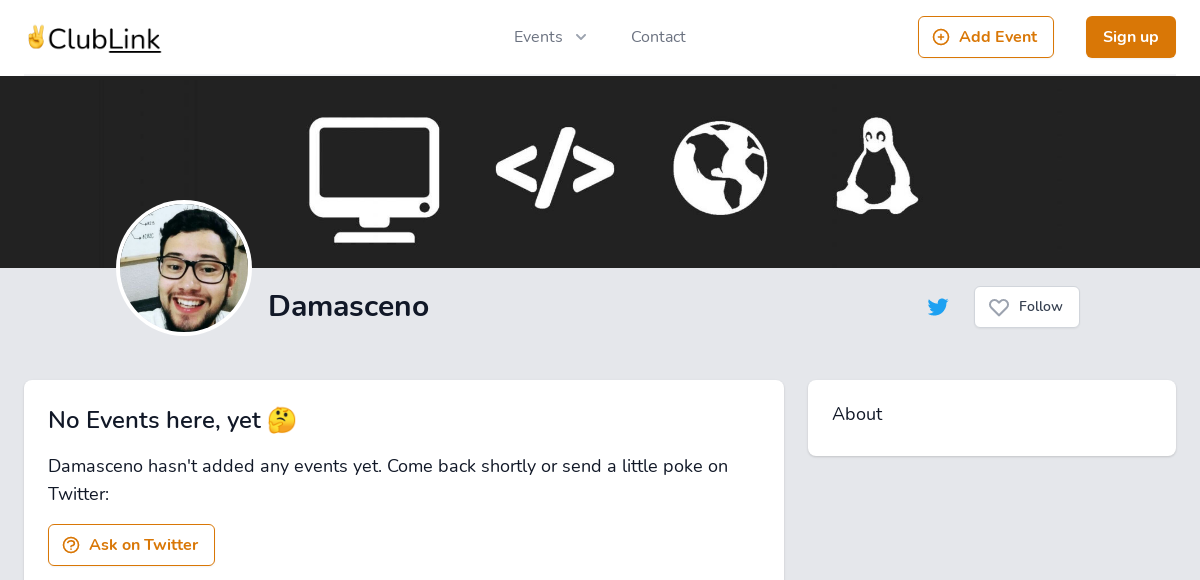 ✌️ClubLink
Events
Contact
Add Event
Sign up
</>
Damasceno
Follow
No Events here, yet 🤔
Damasceno hasn't added any events yet. Come back shortly or send a little poke on
Twitter:
Ask on Twitter
About